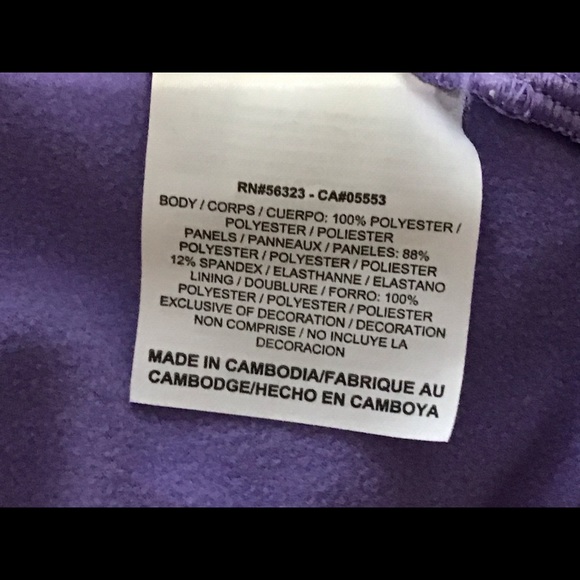 RN#56323 - CA#05553
BODY / CORPS / CUERPO: 100% POLYESTER /
POLYESTER / POLIESTER
PANELS / PANNEAUX / PANELES: 88%
POLYESTER / POLYESTER / POLIESTER
12% SPANDEX / ELASTHANNE / ELASTANO
LINING / DOUBLURE / FORRO: 100%
POLYESTER / POLYESTER / POLIESTER
EXCLUSIVE OF DECORATION / DECORATION
NON COMPRISE / NO INCLUYE LA
DECORACION
MADE IN CAMBODIA/FABRIQUE AU
CAMBODGE/HECHO EN CAMBOYA